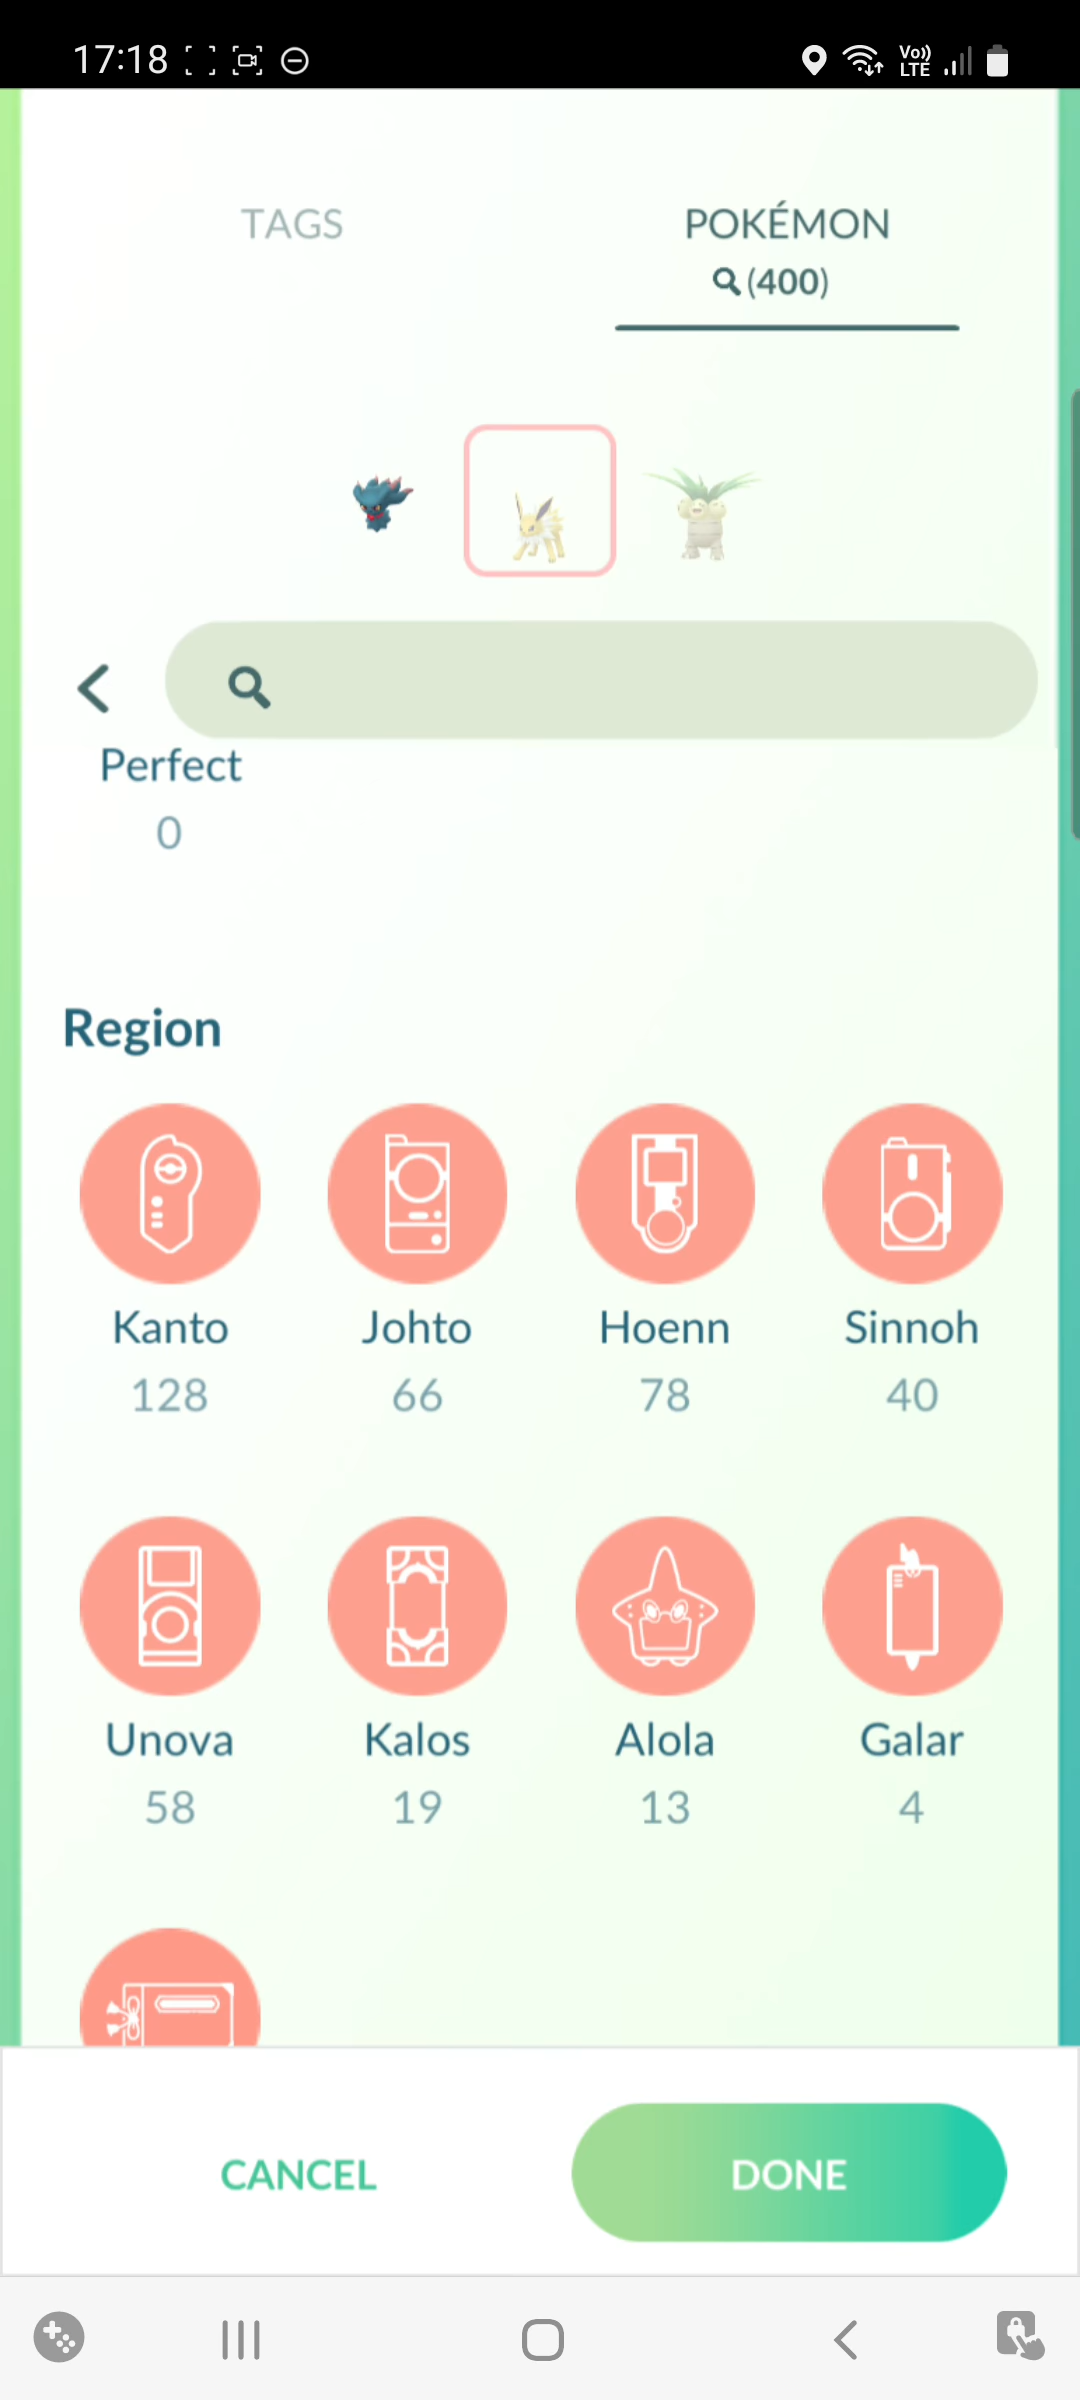 17:18
Vo)) LTE
TAGS
POKÉMON
(400)
Perfect
0
Region
Kanto Johto Hoenn Sinnoh
128 66 78 40
Unova Kalos Alola Galar
58 19 13 4
CANCEL DONE